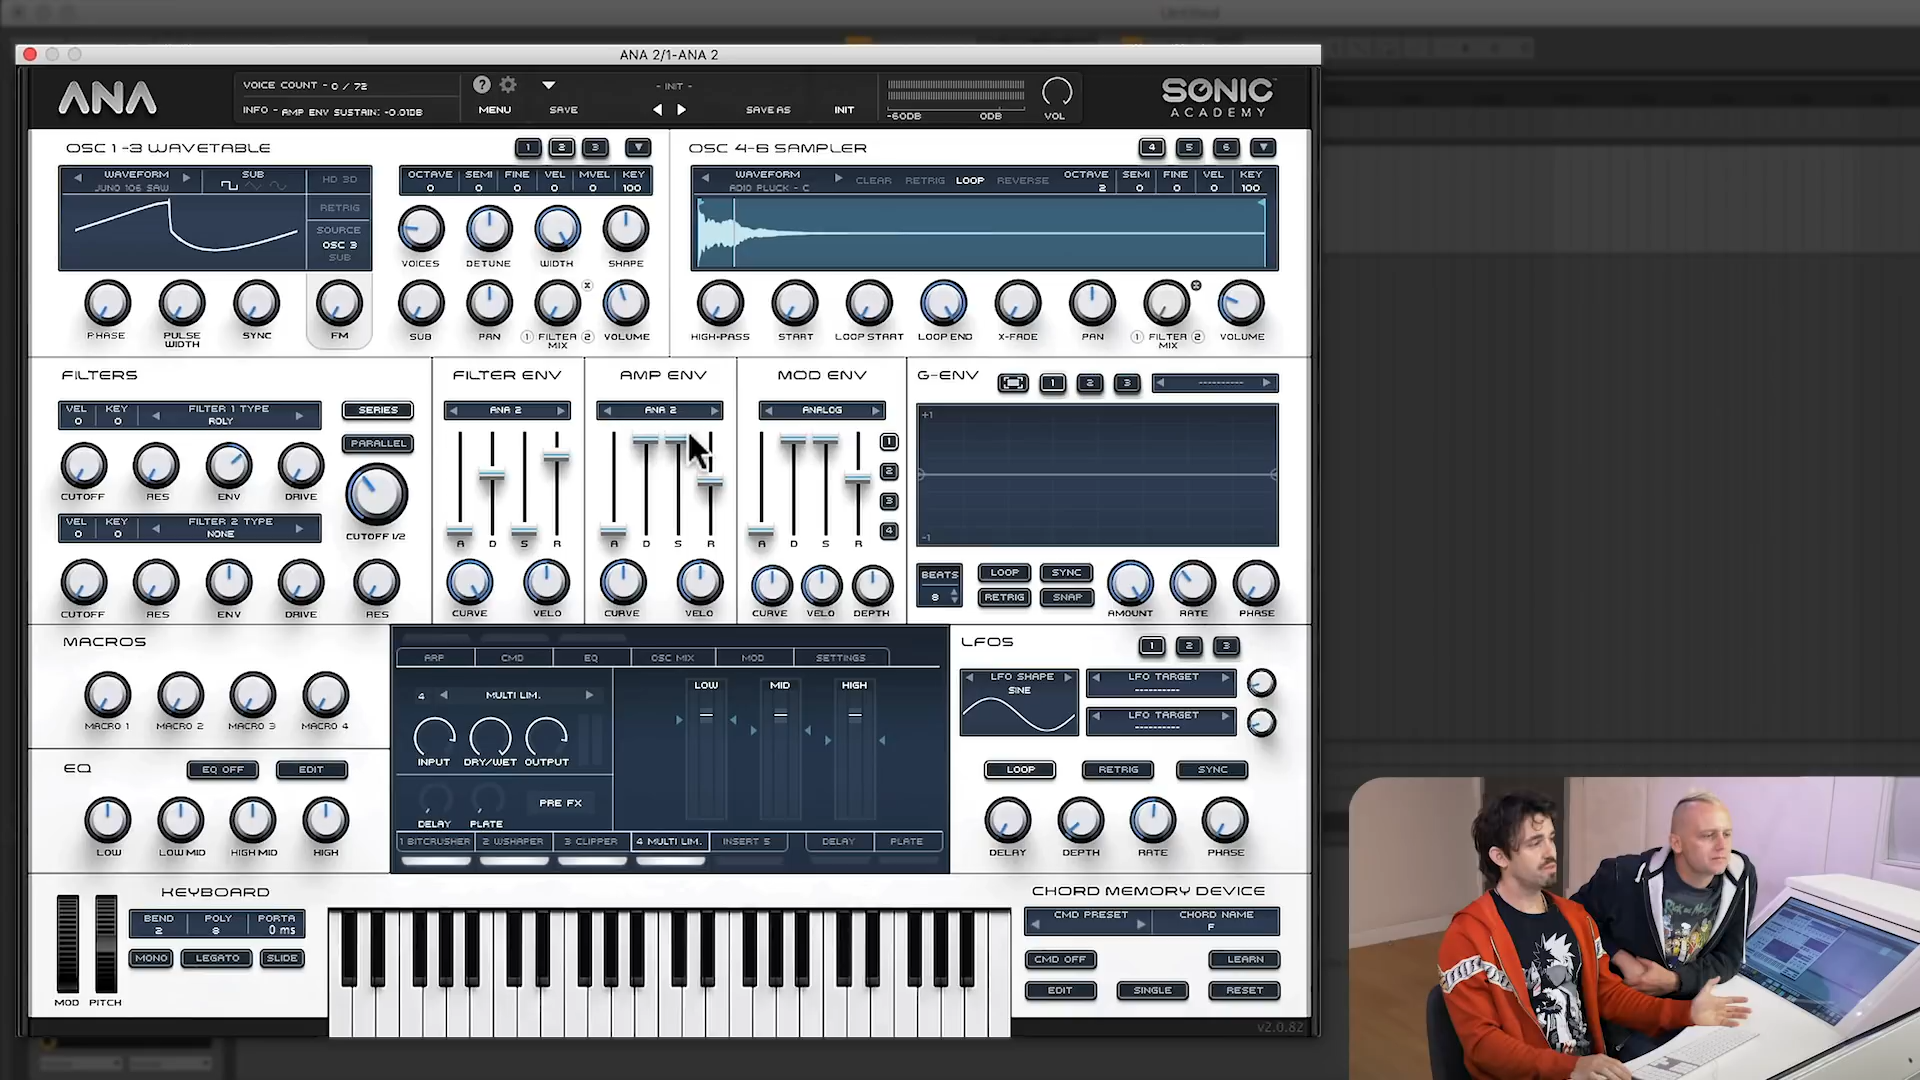 ANA 2/1-ANA 2
ANA
VOICE COUNT - 0 / 72
INFO - AMP ENV SUSTAIN: -0.01DB
? MENU
SAVE
- INIT -
SAVE AS
INIT
-60DB 0DB VOL
SONIC
ACADEMY
OSC 1-3 WAVETABLE
1 2 3
WAVEFORM
JUNO 106 SAW
SUB
HD 3D
RETRIG
SOURCE
OSC 3
SUB
OCTAVE SEMI FINE VEL MVEL KEY
0 0 0 0 0 100
VOICES DETUNE WIDTH SHAPE
PHASE PULSE WIDTH SYNC FM
SUB PAN 1 FILTER MIX 2 VOLUME
OSC 4-6 SAMPLER
4 5 6
WAVEFORM
ADIO PLUCK - C
CLEAR RETRIG LOOP REVERSE
OCTAVE SEMI FINE VEL KEY
2 0 0 0 100
HIGH-PASS START LOOP START LOOP END X-FADE PAN 1 FILTER MIX 2 VOLUME
FILTERS
VEL KEY FILTER 1 TYPE
0 0 ROLY
SERIES
PARALLEL
CUTOFF RES ENV DRIVE
VEL KEY FILTER 2 TYPE
0 0 NONE
CUTOFF 1/2
CUTOFF RES ENV DRIVE RES
FILTER ENV
ANA 2
A D S R
CURVE VELO
AMP ENV
ANA 2
A D S R
CURVE VELO
MOD ENV
ANALOG
1
2
3
4
A D S R
CURVE VELO DEPTH
G-ENV
1 2 3
----------
+1
-1
BEATS
8
LOOP SYNC
RETRIG SNAP
AMOUNT RATE PHASE
MACROS
MACRO 1 MACRO 2 MACRO 3 MACRO 4
EQ
EQ OFF EDIT
LOW LOW MID HIGH MID HIGH
ARP CMD EQ OSC MIX MOD SETTINGS
4 MULTI LIM.
INPUT DRY/WET OUTPUT
LOW MID HIGH
DELAY PLATE
PRE FX
1 BITCRUSHER 2 WSHAPER 3 CLIPPER 4 MULTI LIM. INSERT 5 DELAY PLATE
LFOS
1 2 3
LFO SHAPE
SINE
LFO TARGET
----------
LFO TARGET
----------
LOOP RETRIG SYNC
DELAY DEPTH RATE PHASE
KEYBOARD
BEND POLY PORTA
2 8 0 ms
MONO LEGATO SLIDE
MOD PITCH
CHORD MEMORY DEVICE
CMD PRESET
CHORD NAME
F
CMD OFF LEARN
EDIT SINGLE RESET
v2.0.82